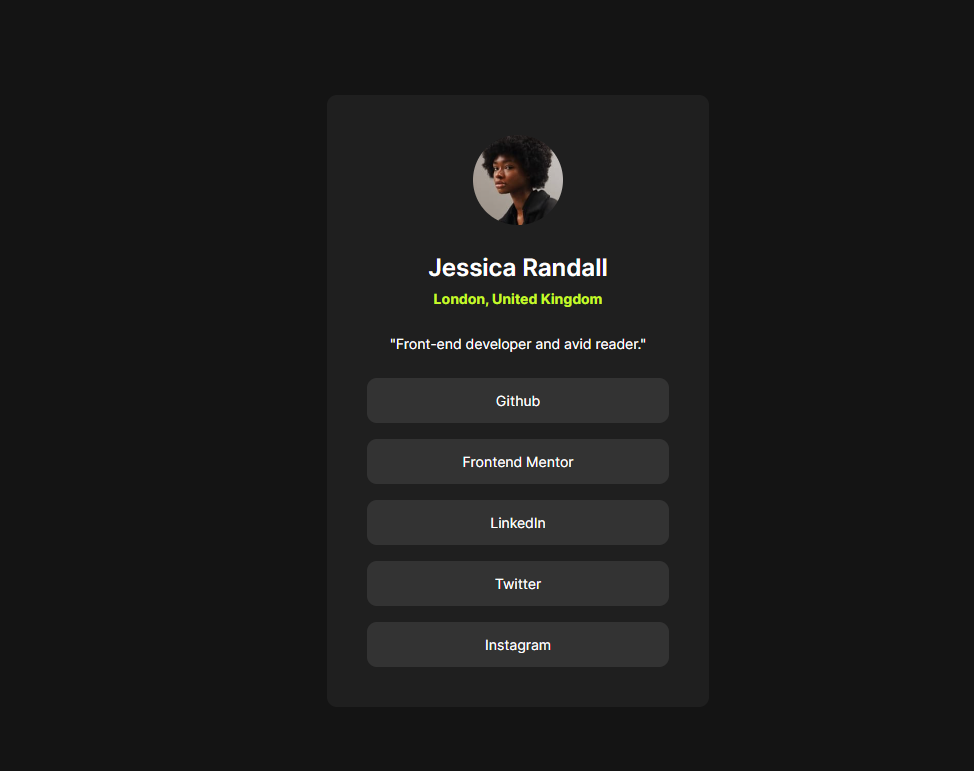 Jessica Randall
London, United Kingdom
"Front-end developer and avid reader."
Github
Frontend Mentor
LinkedIn
Twitter
Instagram